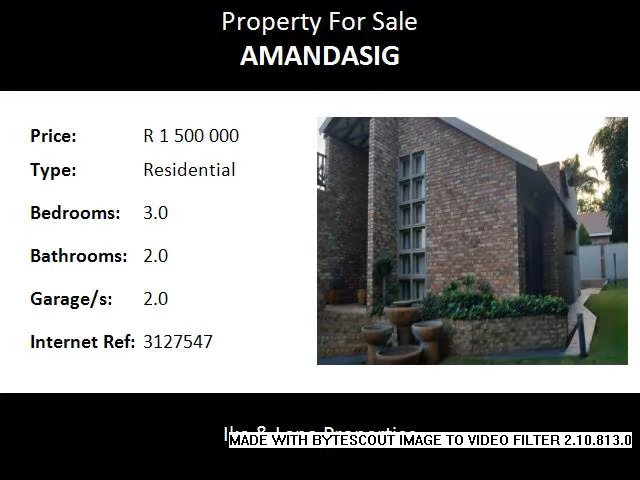 Property For Sale
AMANDASIG
Price: R 1 500 000
Type: Residential
Bedrooms: 3.0
Bathrooms: 2.0
Garage/s: 2.0
Internet Ref: 3127547
MADE WITH BYTESCOUT IMAGE TO VIDEO FILTER 2.10.813.0